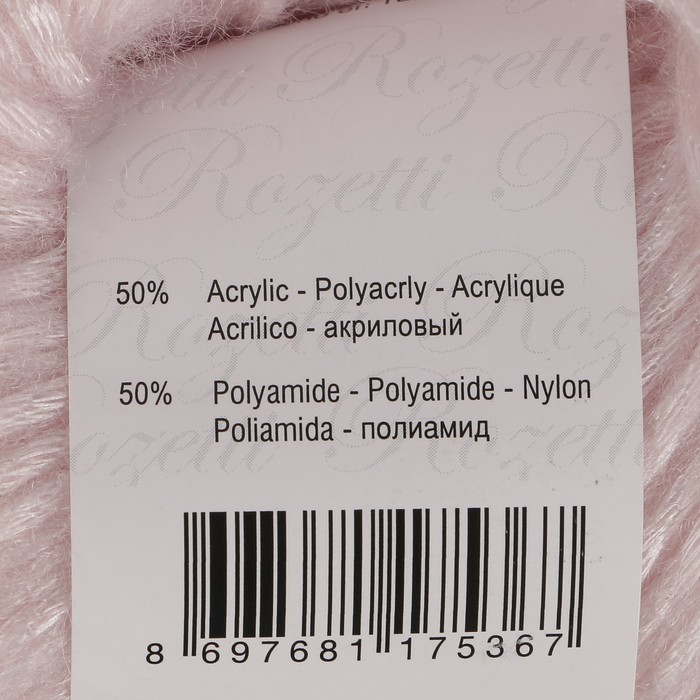 Rozetti
Rozetti
50% Acrylic - Polyacrly - Acrylique
Acrilico - акриловый
50% Polyamide - Polyamide - Nylon
Poliamida - полиамид
Rozetti
8 697681 175367